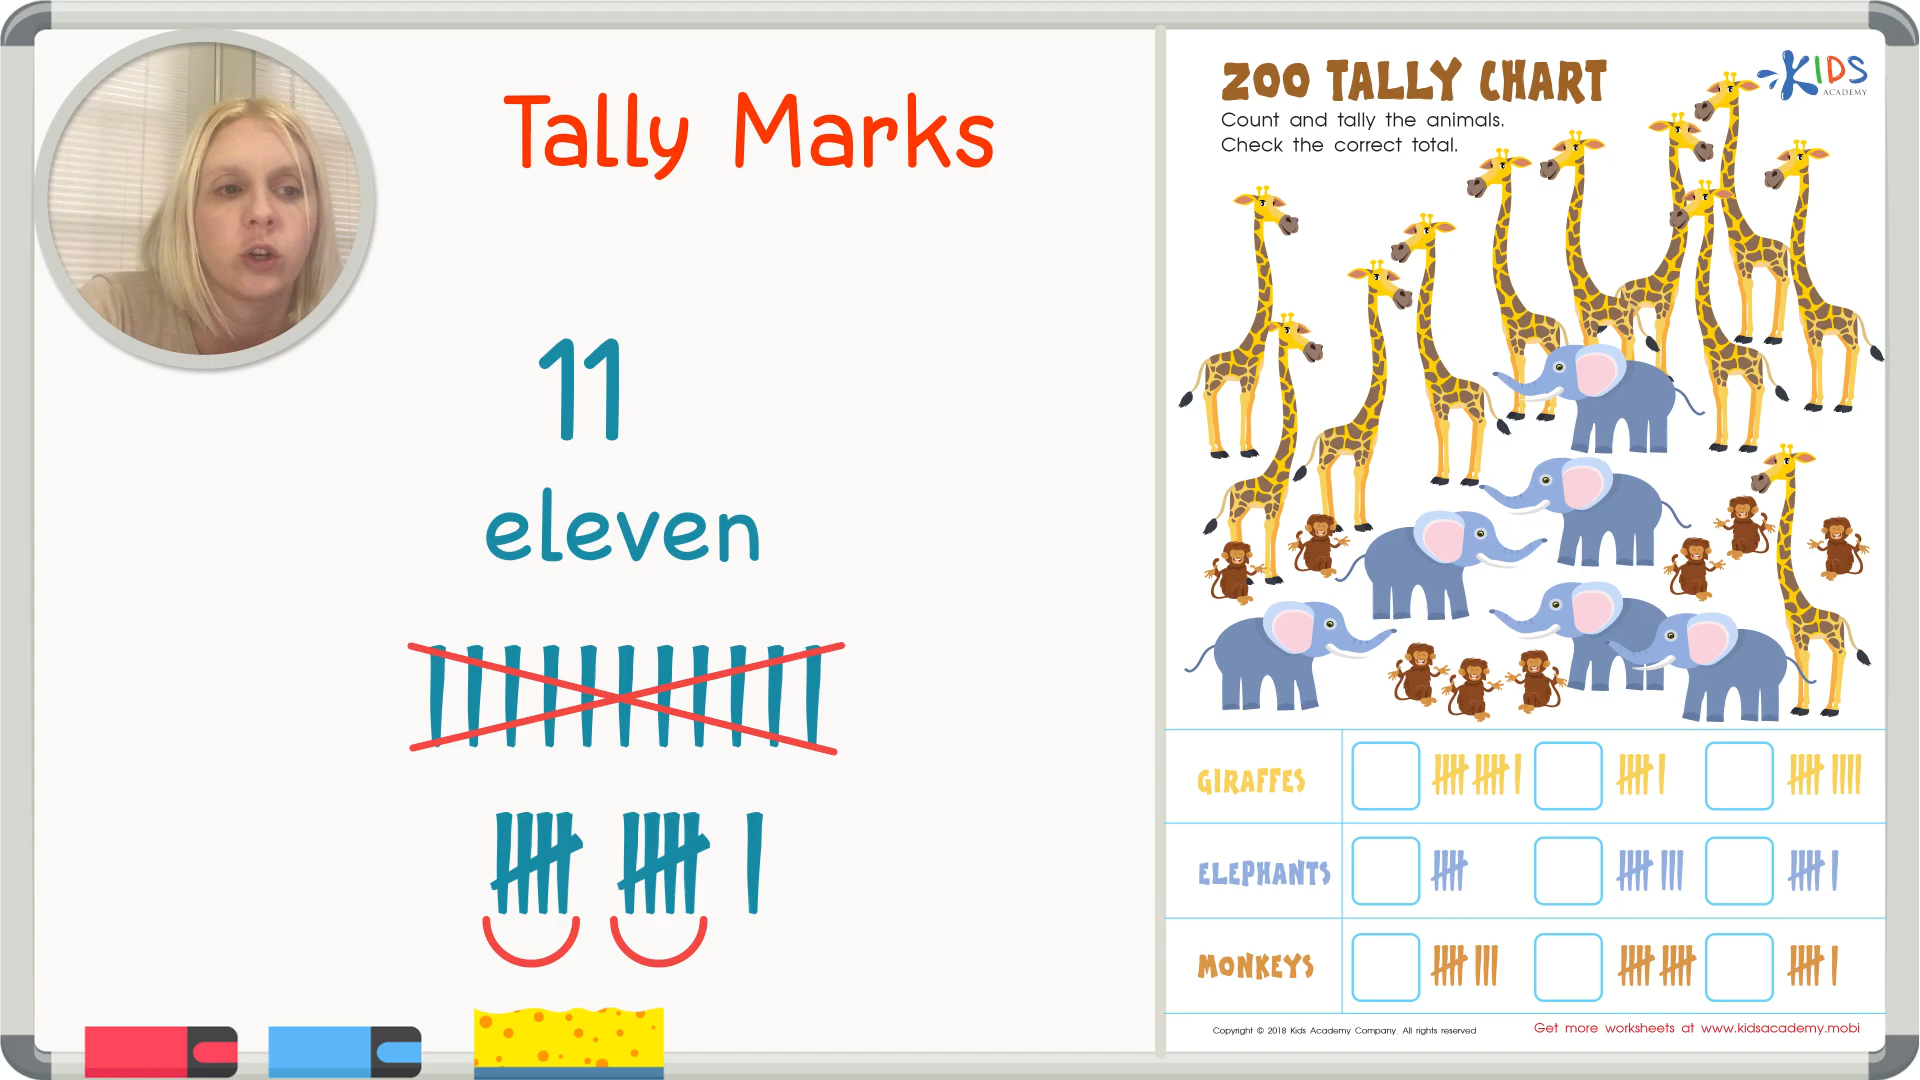 Tally Marks
11
eleven
ZOO TALLY CHART
Count and tally the animals.
Check the correct total.
KIDS
ACADEMY
GIRAFFES
ELEPHANTS
MONKEYS
Copyright © 2018 Kids Academy Company. All rights reserved
Get more worksheets at www.kidsacademy.mobi